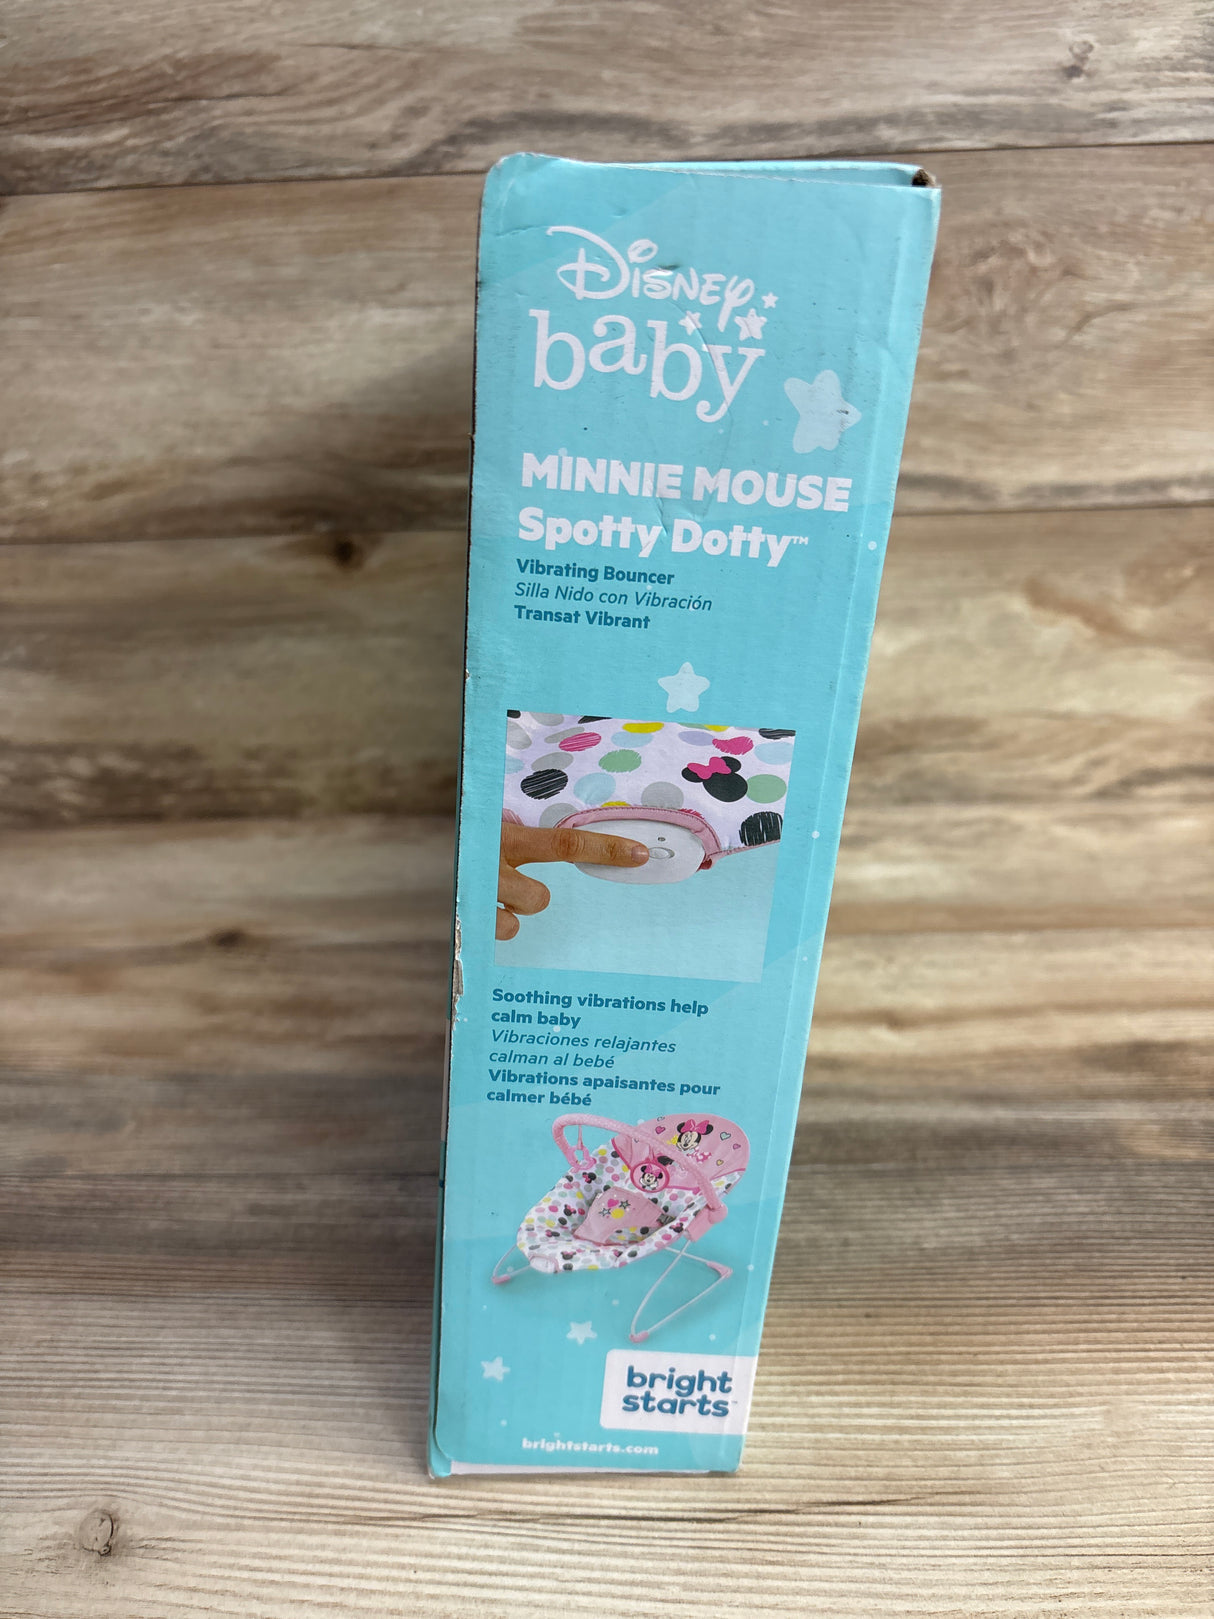 Disney
baby
MINNIE MOUSE
Spotty Dotty™
Vibrating Bouncer
Silla Nido con Vibración
Transat Vibrant
Soothing vibrations help
calm baby
Vibraciones relajantes
calman al bebé
Vibrations apaisantes pour
calmer bébé
bright
starts™
brightstarts.com